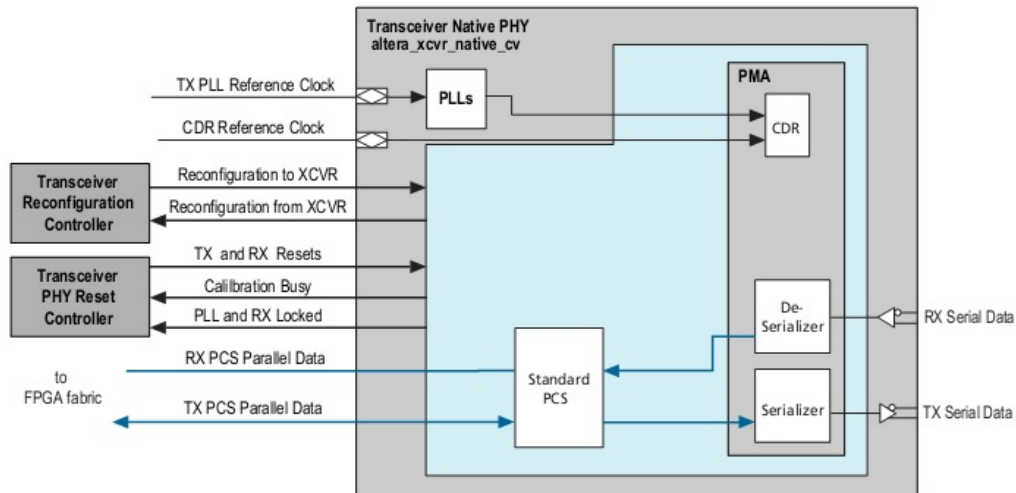 Transceiver Native PHY
altera_xcvr_native_cv
PMA
TX PLL Reference Clock
PLLs
CDR
CDR Reference Clock
Transceiver
Reconfiguration
Controller
Reconfiguration to XCVR
Reconfiguration from XCVR
Transceiver
PHY Reset
Controller
TX and RX Resets
Calilbration Busy
PLL and RX Locked
De-
Serializer
RX Serial Data
to
FPGA fabric
RX PCS Parallel Data
TX PCS Parallel Data
Standard
PCS
Serializer
TX Serial Data